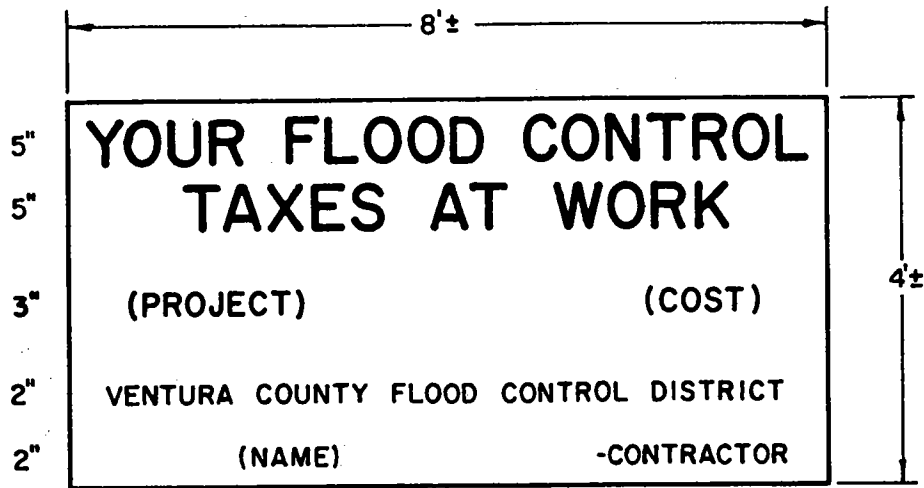 8'±
5" YOUR FLOOD CONTROL
5" TAXES AT WORK
4'±
3" (PROJECT) (COST)
2" VENTURA COUNTY FLOOD CONTROL DISTRICT
2" (NAME) -CONTRACTOR